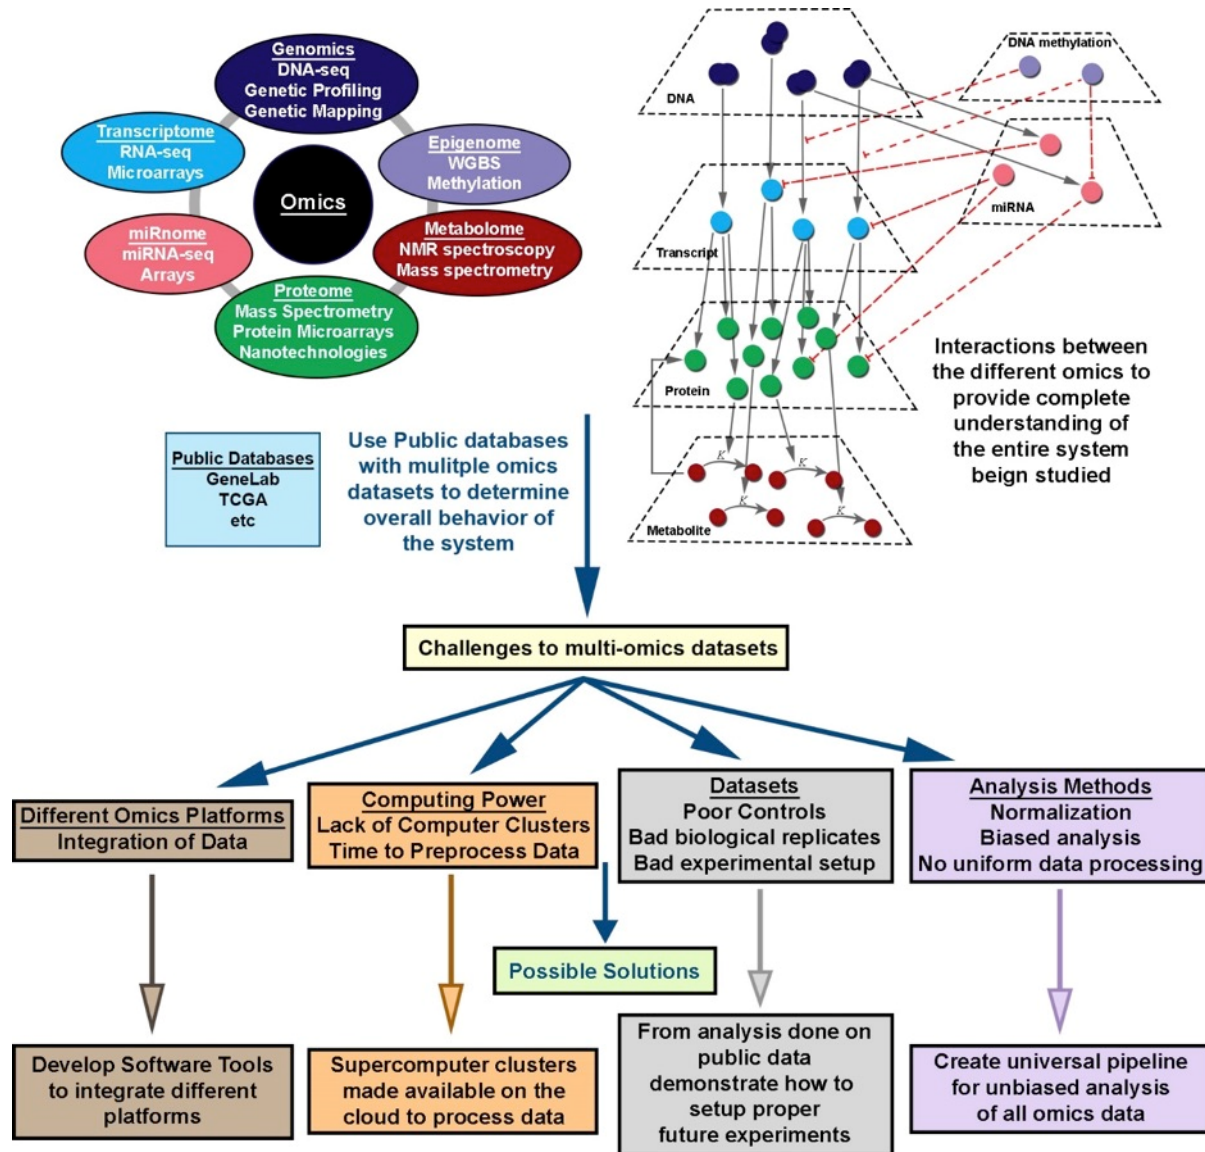 Genomics
DNA-seq
Genetic Profiling
Genetic Mapping
Transcriptome
RNA-seq
Microarrays
Epigenome
WGBS
Methylation
Omics
miRnome
miRNA-seq
Arrays
Metabolome
NMR spectroscopy
Mass spectrometry
Proteome
Mass Spectrometry
Protein Microarrays
Nanotechnologies
DNA
DNA methylation
miRNA
Transcript
Protein
K
K
K
K
Metabolite
Interactions between
the different omics to
provide complete
understanding of
the entire system
beign studied
Public Databases
GeneLab
TCGA
etc
Use Public databases
with mulitple omics
datasets to determine
overall behavior of
the system
Challenges to multi-omics datasets
Different Omics Platforms
Integration of Data
Computing Power
Lack of Computer Clusters
Time to Preprocess Data
Datasets
Poor Controls
Bad biological replicates
Bad experimental setup
Analysis Methods
Normalization
Biased analysis
No uniform data processing
Possible Solutions
Develop Software Tools
to integrate different
platforms
Supercomputer clusters
made available on the
cloud to process data
From analysis done on
public data
demonstrate how to
setup proper
future experiments
Create universal pipeline
for unbiased analysis
of all omics data